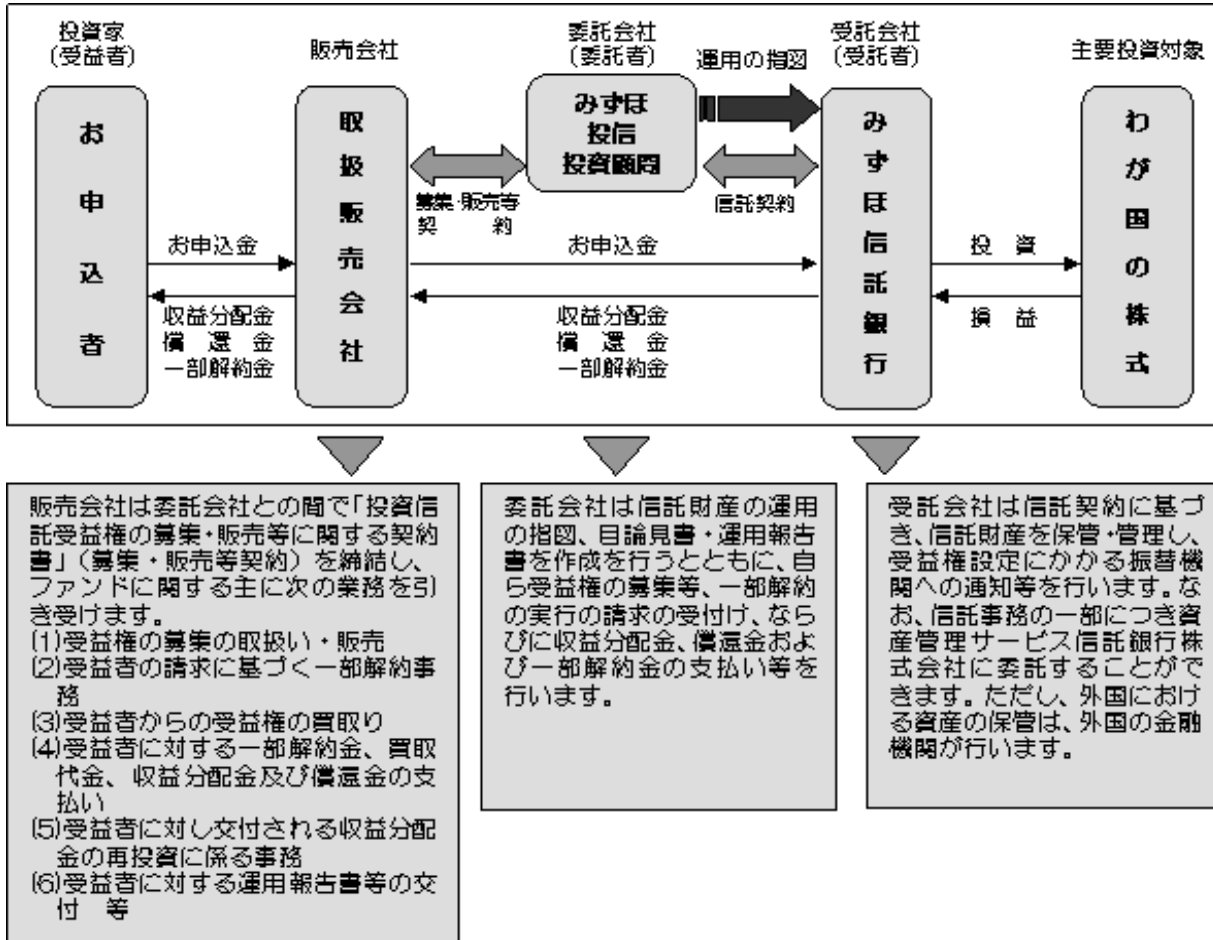 投資家
(受益者)
販売会社
委託会社
(委託者)
運用の指図
受託会社
(受託者)
主要投資対象
お申込者
取扱販売会社
みずほ
投信
投資顧問
みずほ信託銀行
わが国の株式
募集・販売等
契　約
信託契約
お申込金
お申込金
投　資
収益分配金
償　還　金
一部解約金
収益分配金
償　還　金
一部解約金
損　益
販売会社は委託会社との間で「投資信
託受益権の募集・販売等に関する契約
書」（募集・販売等契約）を締結し、
ファンドに関する主に次の業務を引
き受けます。
(1)受益権の募集の取扱い・販売
(2)受益者の請求に基づく一部解約事
務
(3)受益者からの受益権の買取り
(4)受益者に対する一部解約金、買取
代金、収益分配金及び償還金の支
払い
(5)受益者に対し交付される収益分配
金の再投資に係る事務
(6)受益者に対する運用報告書等の交
付　等
委託会社は信託財産の運用
の指図、目論見書・運用報告
書を作成を行うとともに、自
ら受益権の募集等、一部解約
の実行の請求の受付け、なら
びに収益分配金、償還金およ
び一部解約金の支払い等を
行います。
受託会社は信託契約に基づ
き、信託財産を保管・管理し、
受益権設定にかかる振替機
関への通知等を行います。な
お、信託事務の一部につき資
産管理サービス信託銀行株
式会社に委託することがで
きます。ただし、外国におけ
る資産の保管は、外国の金融
機関が行います。